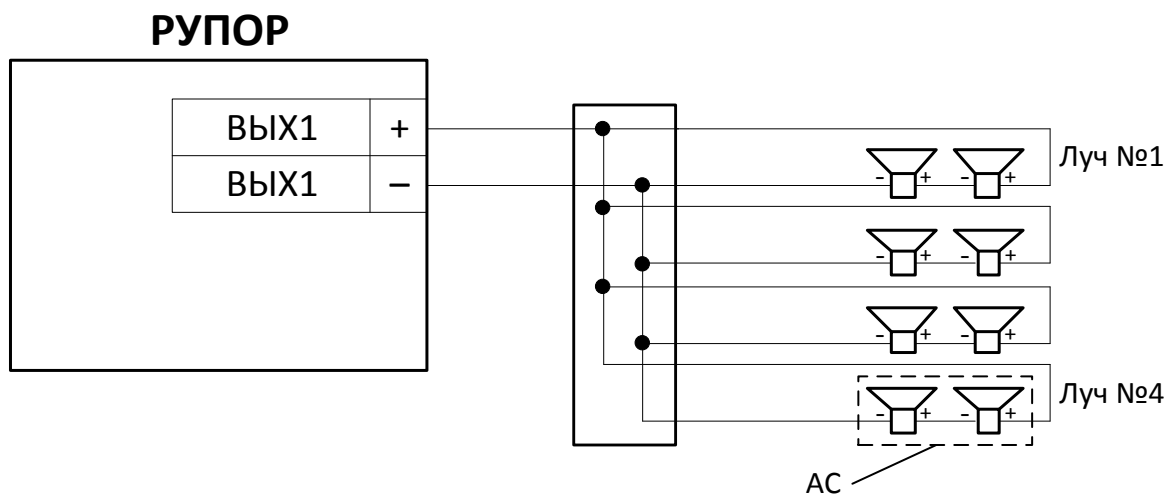 РУПОР
ВЫХ1 +
ВЫХ1 −
Луч №1
- + - +
- + - +
- + - +
Луч №4
- + - +
АС